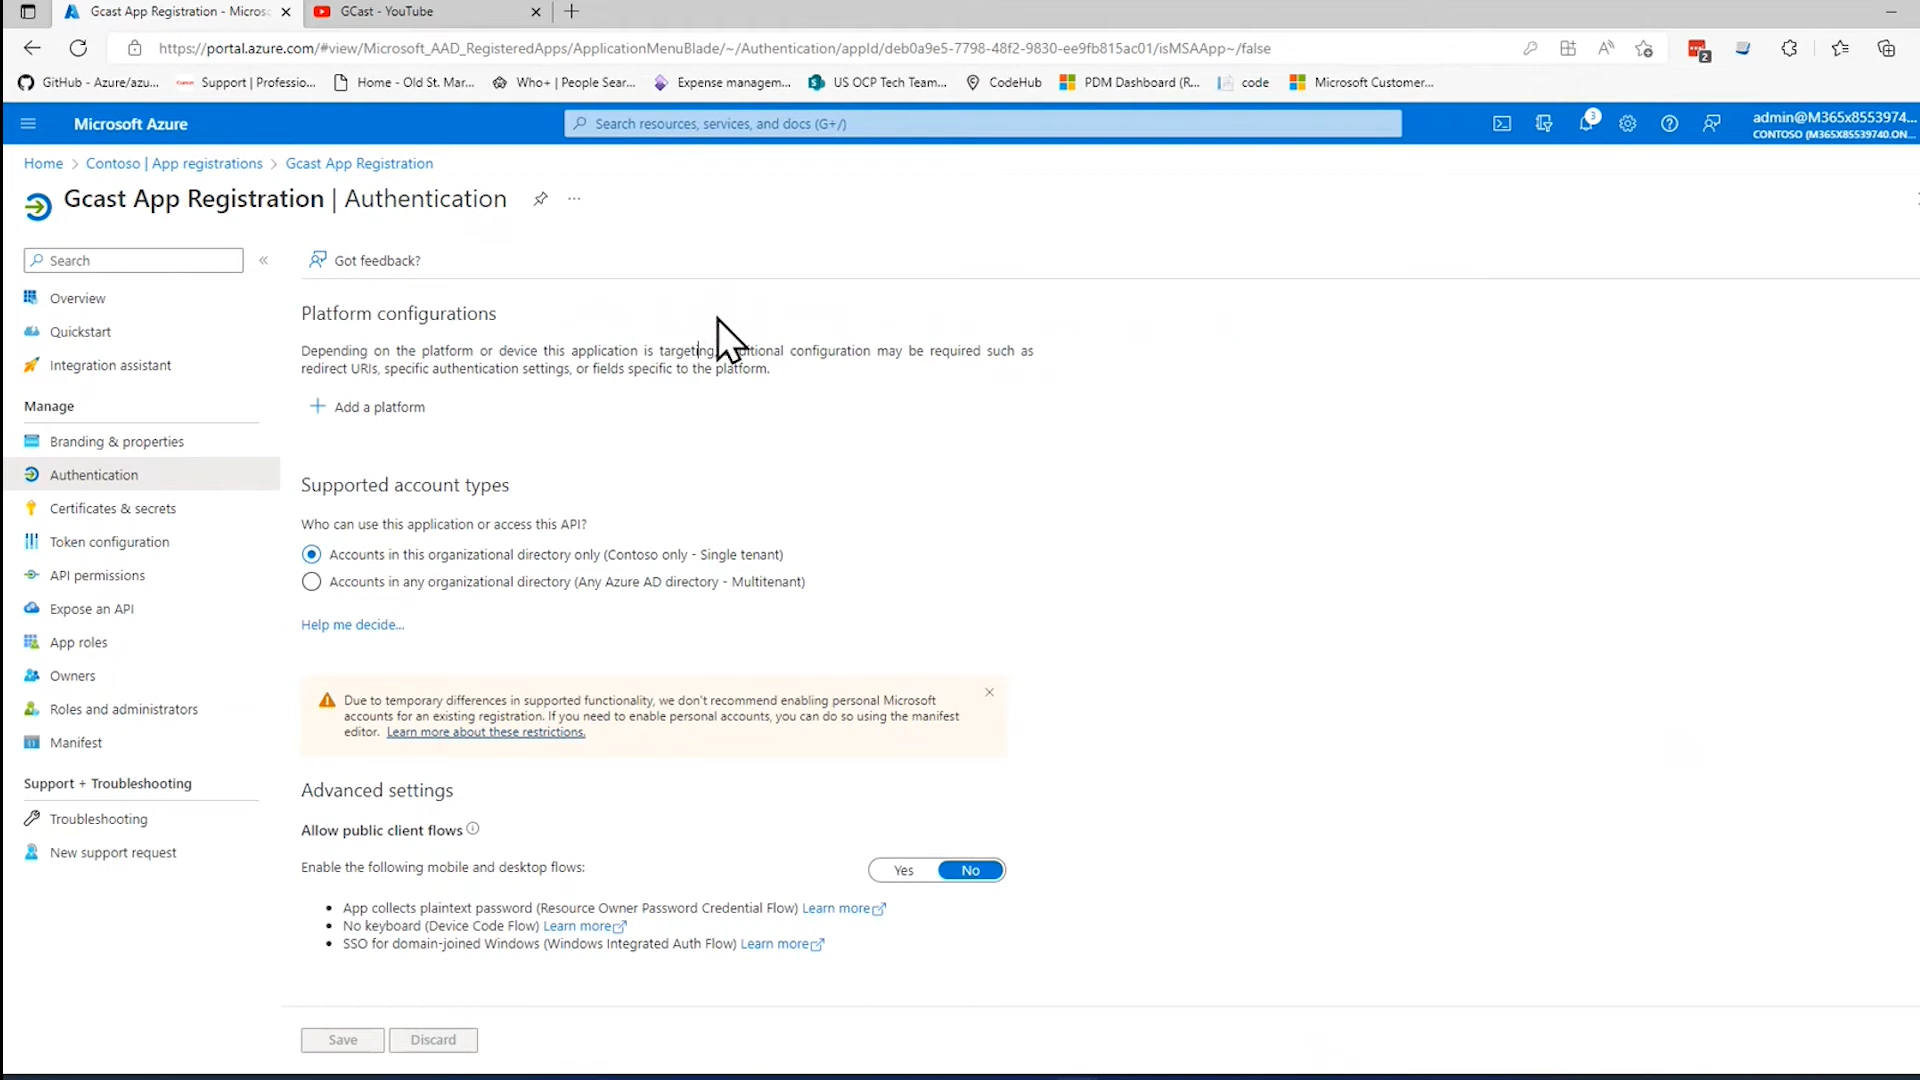 Gcast App Registration - Micros
GCast - YouTube
https://portal.azure.com/#view/Microsoft_AAD_RegisteredApps/ApplicationMenuBlade/~/Authentication/appId/deb0a9e5-7798-48f2-9830-ee9fb815ac01/isMSAApp~/false
2
GitHub - Azure/azu...
Support | Professio...
Home - Old St. Mar...
Who+ | People Sear...
Expense managem...
US OCP Tech Team...
CodeHub
PDM Dashboard (R...
code
Microsoft Customer...
Microsoft Azure
Search resources, services, and docs (G+/)
3
admin@M365x8553974...
CONTOSO (M365X85539740.ON...
Home > Contoso | App registrations > Gcast App Registration
Gcast App Registration | Authentication
...
Search
«
Got feedback?
Overview
Quickstart
Integration assistant
Manage
Branding & properties
Authentication
Certificates & secrets
Token configuration
API permissions
Expose an API
App roles
Owners
Roles and administrators
Manifest
Support + Troubleshooting
Troubleshooting
New support request
Platform configurations
Depending on the platform or device this application is targeting, configuration may be required such as
redirect URIs, specific authentication settings, or fields specific to the platform.
Add a platform
Supported account types
Who can use this application or access this API?
Accounts in this organizational directory only (Contoso only - Single tenant)
Accounts in any organizational directory (Any Azure AD directory - Multitenant)
Help me decide...
Due to temporary differences in supported functionality, we don't recommend enabling personal Microsoft
accounts for an existing registration. If you need to enable personal accounts, you can do so using the manifest
editor. Learn more about these restrictions.
Advanced settings
Allow public client flows
Enable the following mobile and desktop flows:
Yes No
• App collects plaintext password (Resource Owner Password Credential Flow) Learn more
• No keyboard (Device Code Flow) Learn more
• SSO for domain-joined Windows (Windows Integrated Auth Flow) Learn more
Save
Discard